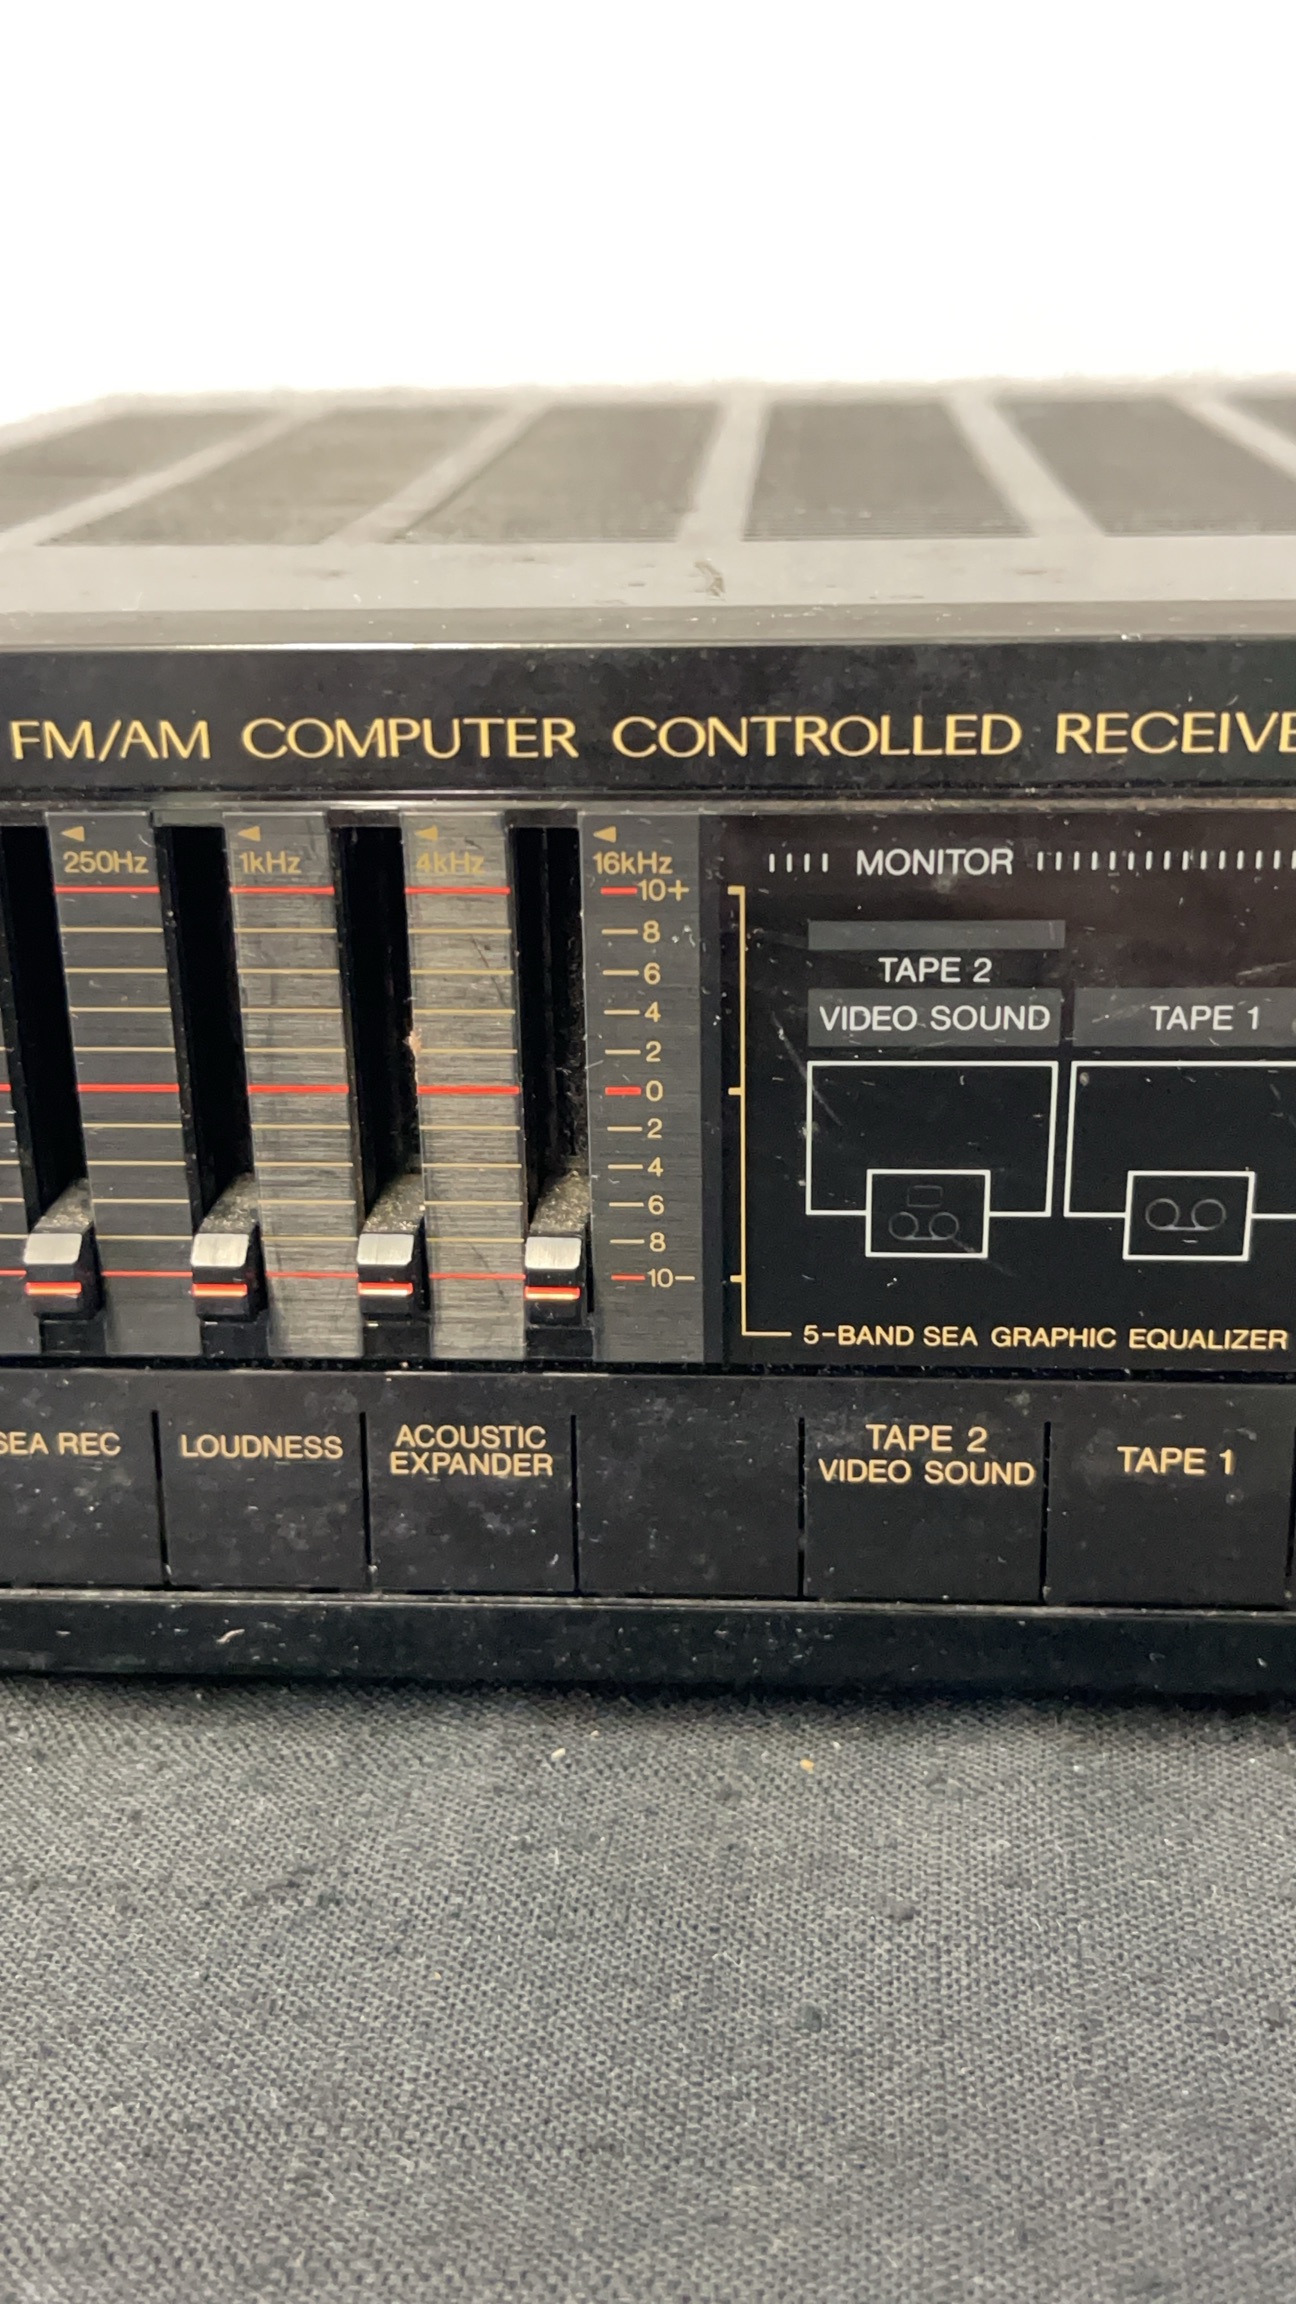 FM/AM COMPUTER CONTROLLED RECEIVE
250Hz 1kHz 4kHz 16kHz
10+
8
6
4
2
0
2
4
6
8
10−
MONITOR
TAPE 2
VIDEO SOUND
TAPE 1
5-BAND SEA GRAPHIC EQUALIZER
SEA REC
LOUDNESS
ACOUSTIC
EXPANDER
TAPE 2
VIDEO SOUND
TAPE 1